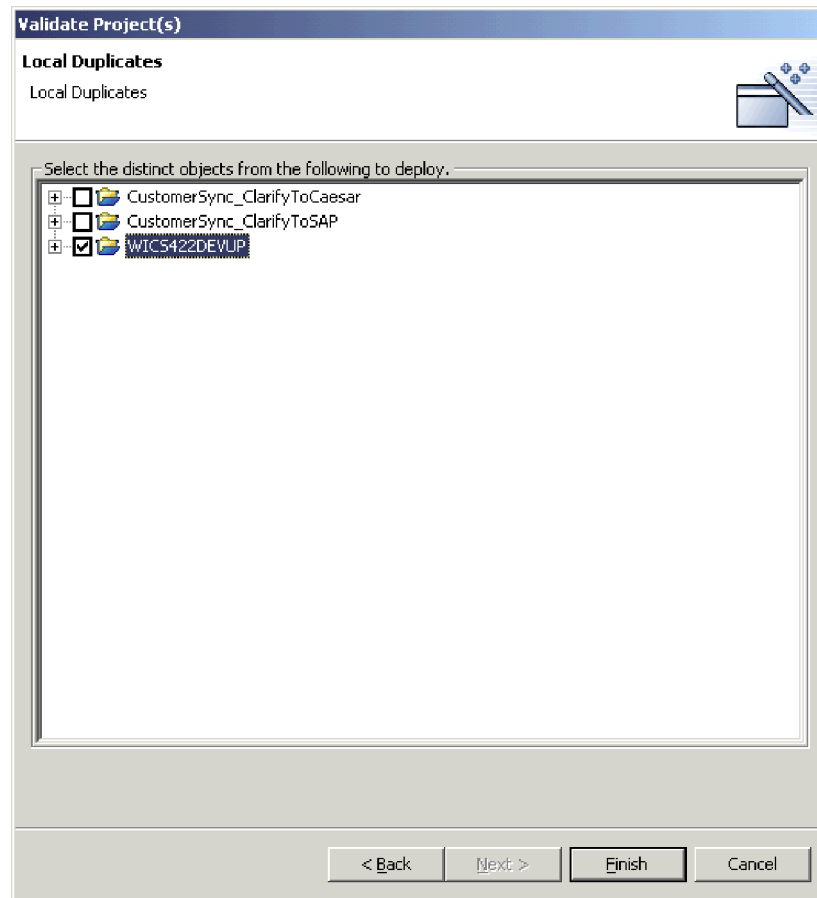 Validate Project(s)
Local Duplicates
Local Duplicates
Select the distinct objects from the following to deploy.
CustomerSync_ClarifyToCaesar
CustomerSync_ClarifyToSAP
WICS422DEVUP
< Back Next > Finish Cancel